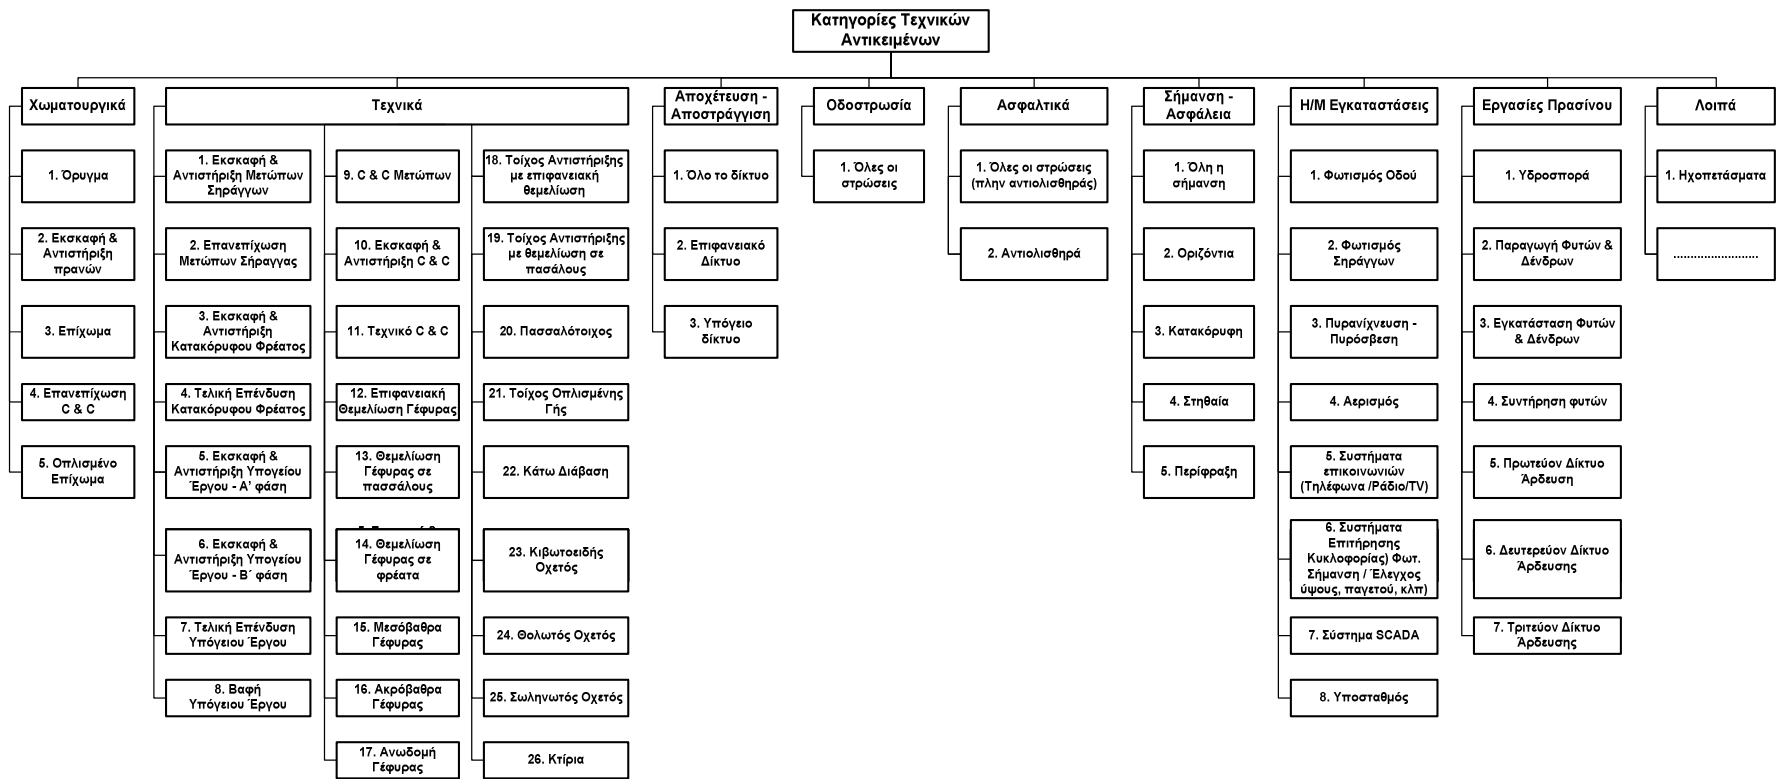 Κατηγορίες Τεχνικών
Αντικειμένων
Χωματουργικά
1. Όρυγμα
2. Εκσκαφή &
Αντιστήριξη
πρανών
3. Επίχωμα
4. Επανεπίχωση
C & C
5. Οπλισμένο
Επίχωμα
Τεχνικά
1. Εκσκαφή &
Αντιστήριξη Μετώπων
Σηράγγων
2. Επανεπίχωση
Μετώπων Σήραγγας
3. Εκσκαφή &
Αντιστήριξη
Κατακόρυφου Φρέατος
4. Τελική Επένδυση
Κατακόρυφου Φρέατος
5. Εκσκαφή &
Αντιστήριξη Υπογείου
Έργου - Α' φάση
6. Εκσκαφή &
Αντιστήριξη Υπογείου
Έργου - Β΄ φάση
7. Τελική Επένδυση
Υπόγειου Έργου
8. Βαφή
Υπόγειου Έργου
9. C & C Μετώπων
10. Εκσκαφή &
Αντιστήριξη C & C
11. Τεχνικό C & C
12. Επιφανειακή
Θεμελίωση Γέφυρας
13. Θεμελίωση
Γέφυρας σε
πασσάλους
14. Θεμελίωση
Γέφυρας σε
φρέατα
15. Μεσόβαθρα
Γέφυρας
16. Ακρόβαθρα
Γέφυρας
17. Ανωδομή
Γέφυρας
18. Τοίχος Αντιστήριξης
με επιφανειακή
θεμελίωση
19. Τοίχος Αντιστήριξης
με θεμελίωση σε
πασάλους
20. Πασσαλότοιχος
21. Τοίχος Οπλισμένης
Γής
22. Κάτω Διάβαση
23. Κιβωτοειδής
Οχετός
24. Θολωτός Οχετός
25. Σωληνωτός Οχετός
26. Κτίρια
Αποχέτευση -
Αποστράγγιση
1. Όλο το δίκτυο
2. Επιφανειακό
Δίκτυο
3. Υπόγειο
δίκτυο
Οδοστρωσία
1. Όλες οι
στρώσεις
Ασφαλτικά
1. Όλες οι στρώσεις
(πλην αντιολισθηράς)
2. Αντιολισθηρά
Σήμανση -
Ασφάλεια
1. Όλη η
σήμανση
2. Οριζόντια
3. Κατακόρυφη
4. Στηθαία
5. Περίφραξη
Η/Μ Εγκαταστάσεις
1. Φωτισμός Οδού
2. Φωτισμός
Σηράγγων
3. Πυρανίχνευση -
Πυρόσβεση
4. Αερισμός
5. Συστήματα
επικοινωνιών
(Τηλέφωνα /Ράδιο/TV)
6. Συστήματα
Επιτήρησης
Κυκλοφορίας) Φωτ.
Σήμανση / Έλεγχος
ύψους, παγετού, κλπ)
7. Σύστημα SCADA
8. Υποσταθμός
Εργασίες Πρασίνου
1. Υδροσπορά
2. Παραγωγή Φυτών &
Δένδρων
3. Εγκατάσταση Φυτών
& Δένδρων
4. Συντήρηση φυτών
5. Πρωτεύον Δίκτυο
Άρδευση
6. Δευτερεύον Δίκτυο
Άρδευσης
7. Τριτεύον Δίκτυο
Άρδευσης
Λοιπά
1. Ηχοπετάσματα
.........................